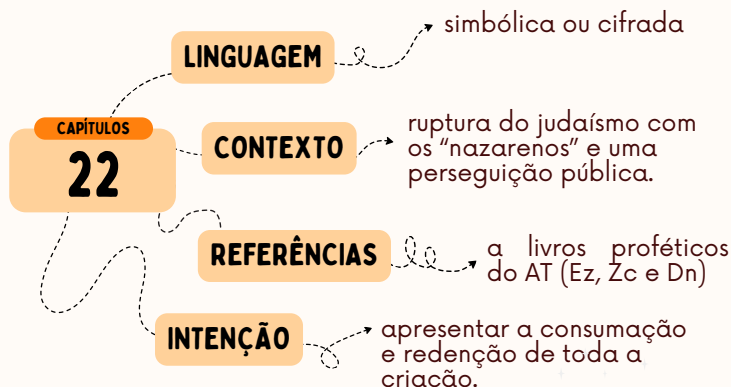 LINGUAGEM
simbólica ou cifrada
CAPÍTULOS
22
CONTEXTO
ruptura do judaísmo com
os “nazarenos” e uma
perseguição pública.
REFERÊNCIAS
a livros proféticos
do AT (Ez, Zc e Dn)
INTENÇÃO
apresentar a consumação
e redenção de toda a
criação.